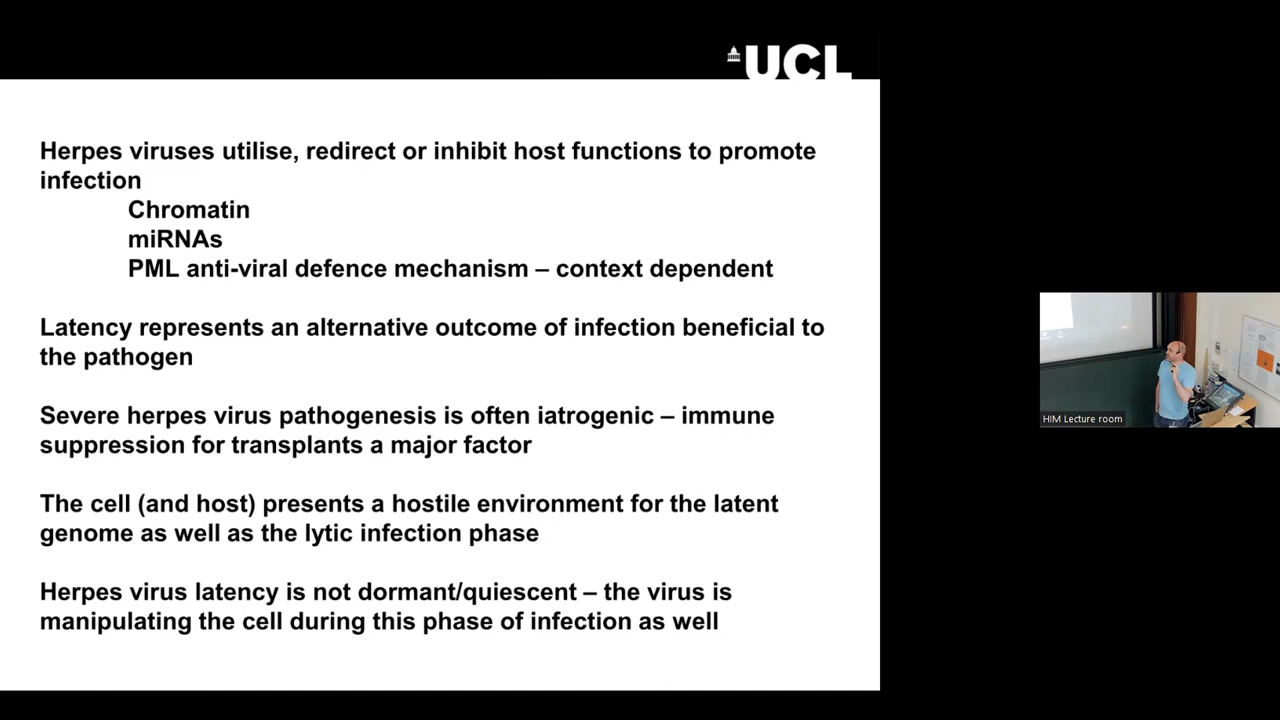 UCL
Herpes viruses utilise, redirect or inhibit host functions to promote
infection
Chromatin
miRNAs
PML anti-viral defence mechanism – context dependent
Latency represents an alternative outcome of infection beneficial to
the pathogen
Severe herpes virus pathogenesis is often iatrogenic – immune
suppression for transplants a major factor
The cell (and host) presents a hostile environment for the latent
genome as well as the lytic infection phase
Herpes virus latency is not dormant/quiescent – the virus is
manipulating the cell during this phase of infection as well
HIM Lecture room